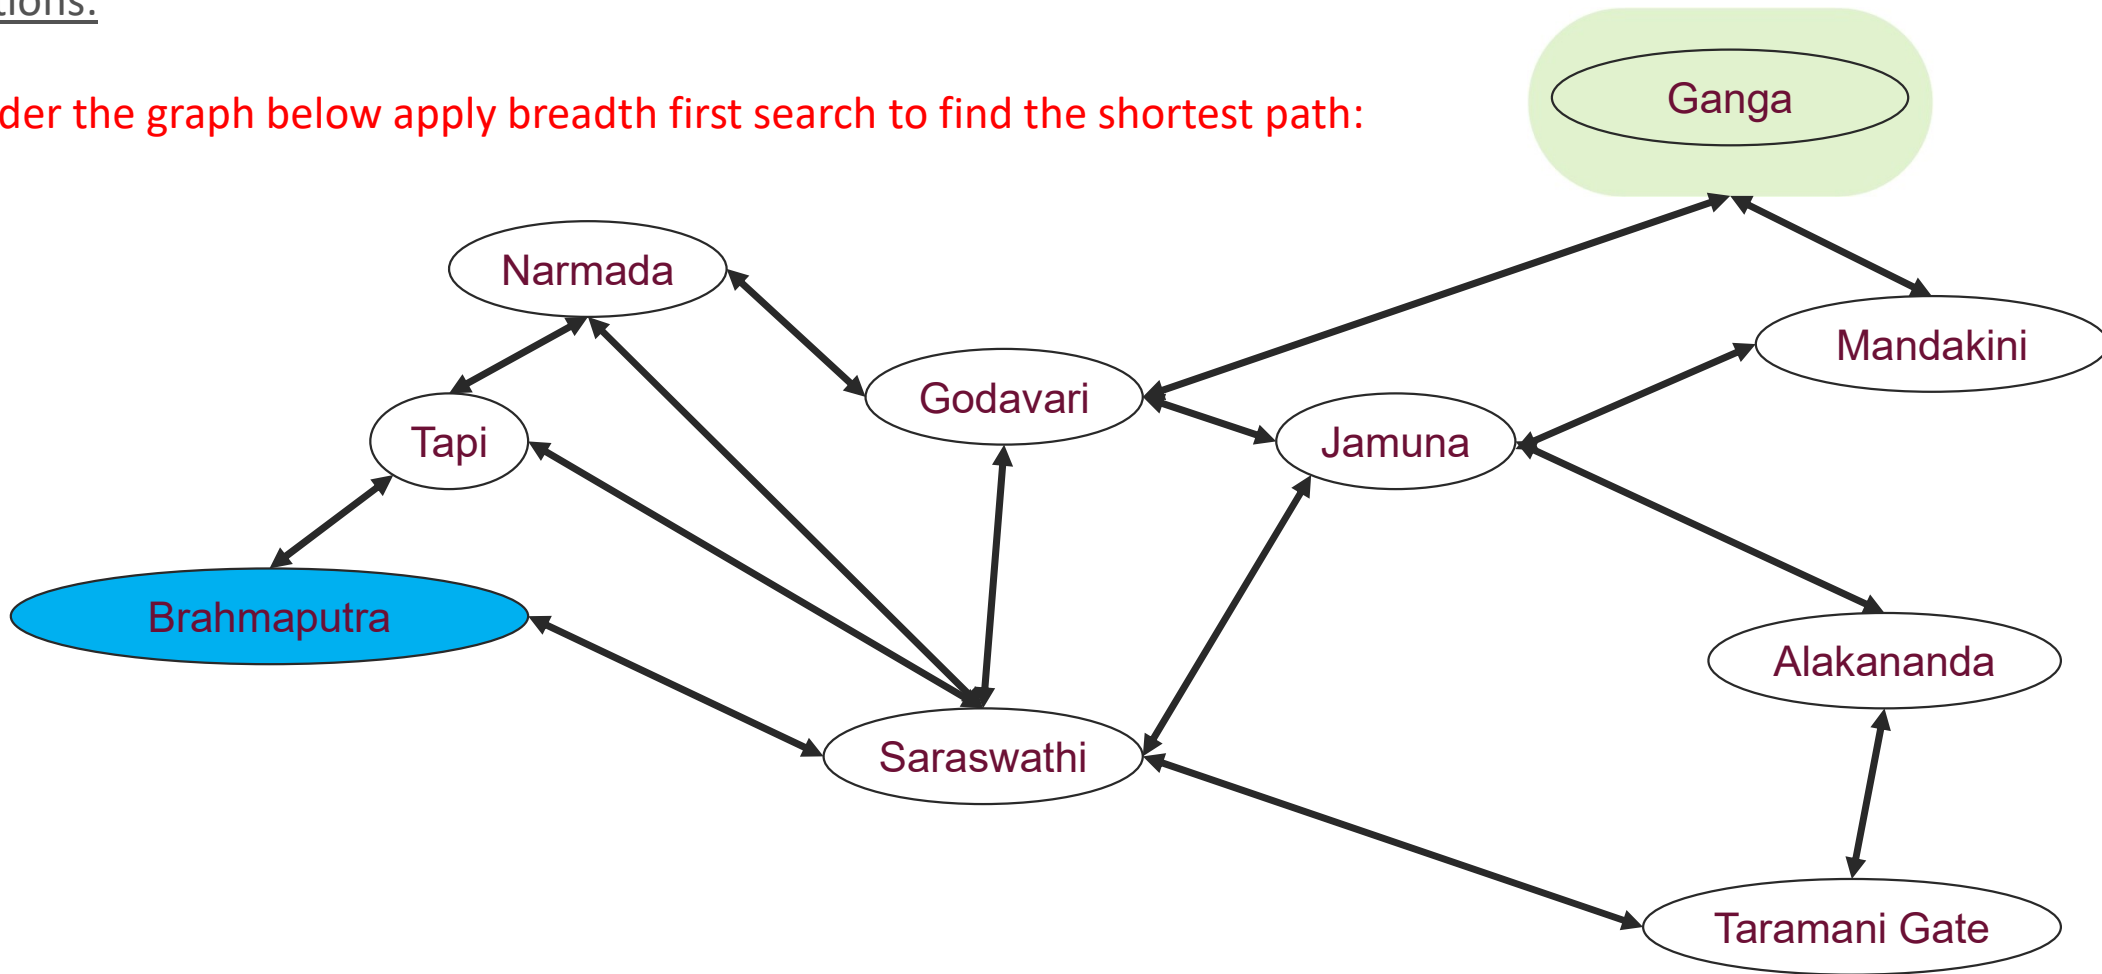 tions:
der the graph below apply breadth first search to find the shortest path:
Ganga
Narmada
Mandakini
Godavari
Tapi
Jamuna
Brahmaputra
Alakananda
Saraswathi
Taramani Gate